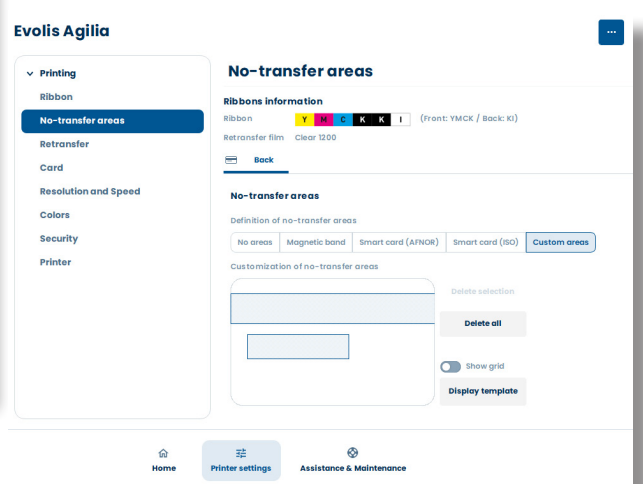 Evolis Agilia
...
Printing
Ribbon
No-transfer areas
Retransfer
Card
Resolution and Speed
Colors
Security
Printer
No-transfer areas
Ribbons information
Ribbon Y M C K K I (Front: YMCK / Back: KI)
Retransfer film Clear 1200
Back
No-transfer areas
Definition of no-transfer areas
No areas Magnetic band Smart card (AFNOR) Smart card (ISO) Custom areas
Customization of no-transfer areas
Delete selection
Delete all
Show grid
Display template
Home Printer settings Assistance & Maintenance